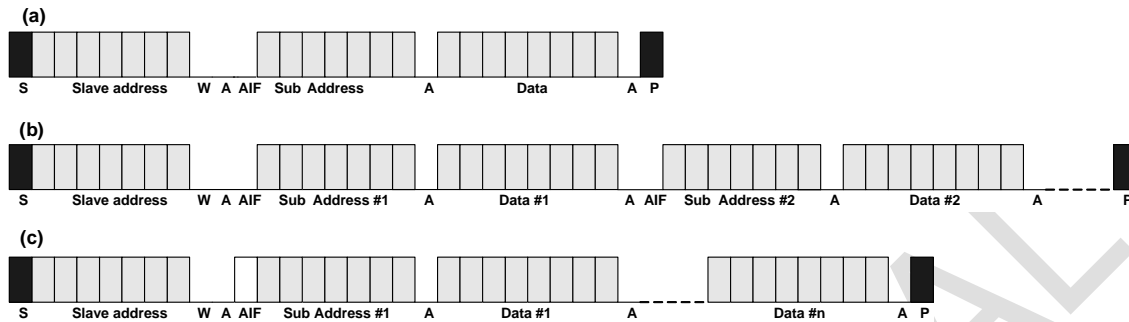 (a)
S Slave address W A AIF Sub Address A Data A P
(b)
S Slave address W A AIF Sub Address #1 A Data #1 A AIF Sub Address #2 A Data #2 A P
(c)
S Slave address W A AIF Sub Address #1 A Data #1 A Data #n A P